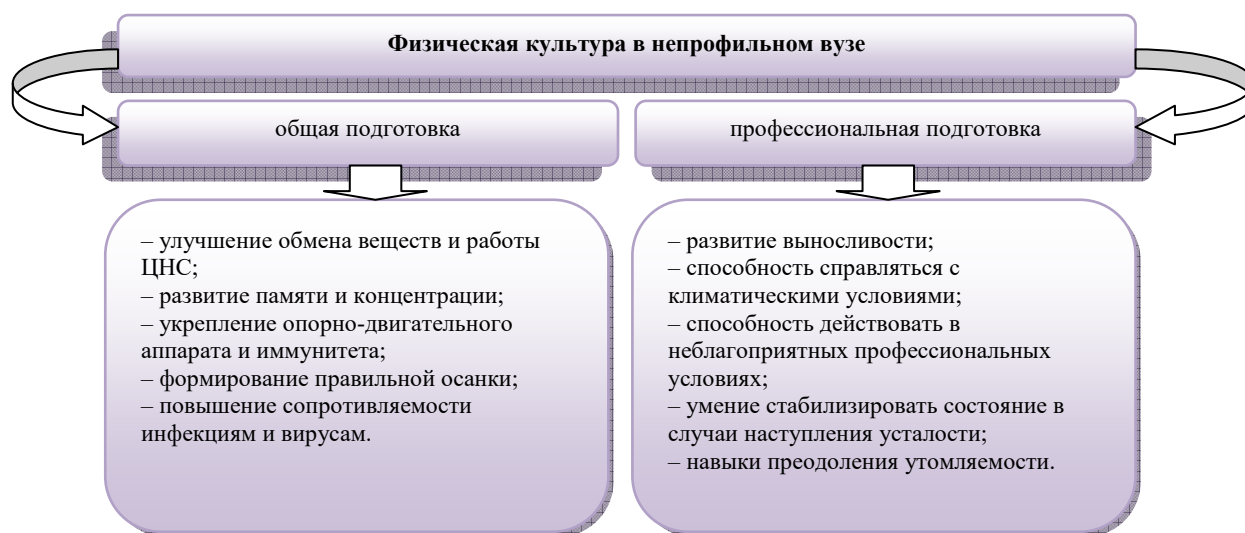 Физическая культура в непрофильном вузе
общая подготовка
профессиональная подготовка
– улучшение обмена веществ и работы
ЦНС;
– развитие памяти и концентрации;
– укрепление опорно-двигательного
аппарата и иммунитета;
– формирование правильной осанки;
– повышение сопротивляемости
инфекциям и вирусам.
– развитие выносливости;
– способность справляться с
климатическими условиями;
– способность действовать в
неблагоприятных профессиональных
условиях;
– умение стабилизировать состояние в
случаи наступления усталости;
– навыки преодоления утомляемости.